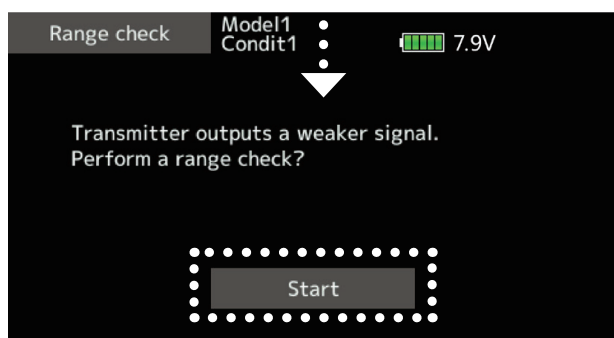 Range check
Model1
Condit1
7.9V
Transmitter outputs a weaker signal.
Perform a range check?
Start